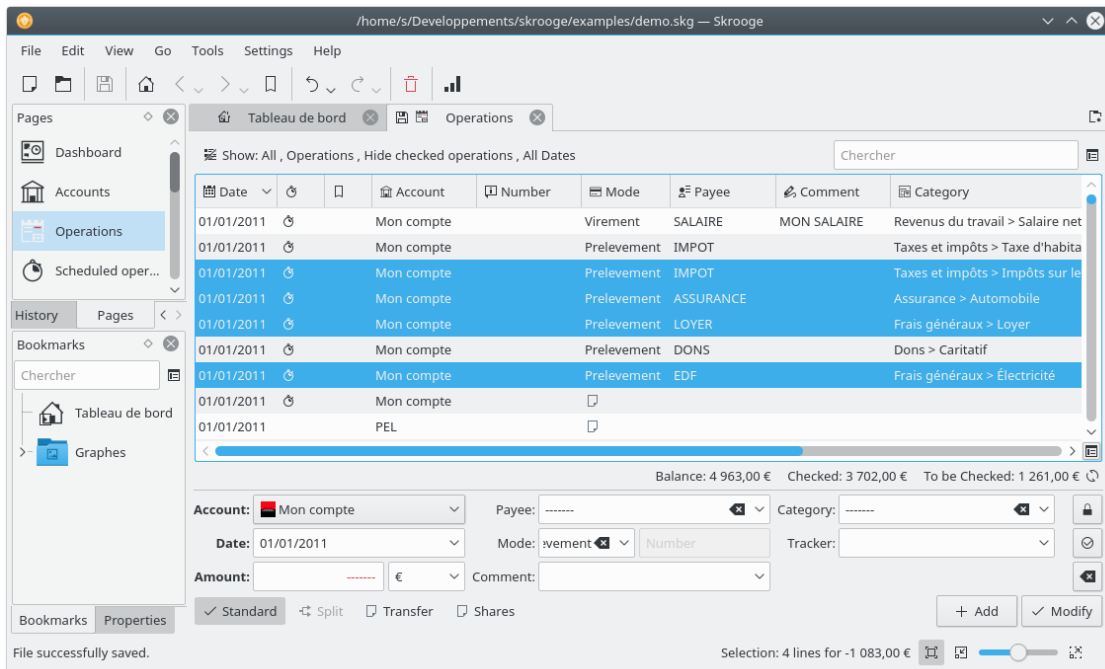 /home/s/Developpements/skrooge/examples/demo.skg — Skrooge
File Edit View Go Tools Settings Help
Pages
Dashboard
Accounts
Operations
Scheduled oper...
History Pages
Bookmarks
Chercher
Tableau de bord
Graphes
Bookmarks Properties
Tableau de bord Operations
Show: All , Operations , Hide checked operations , All Dates Chercher
Date Account Number Mode Payee Comment Category
01/01/2011 Mon compte Virement SALAIRE MON SALAIRE Revenus du travail > Salaire net
01/01/2011 Mon compte Prelevement IMPOT Taxes et impôts > Taxe d'habita
01/01/2011 Mon compte Prelevement IMPOT Taxes et impôts > Impôts sur le
01/01/2011 Mon compte Prelevement ASSURANCE Assurance > Automobile
01/01/2011 Mon compte Prelevement LOYER Frais généraux > Loyer
01/01/2011 Mon compte Prelevement DONS Dons > Caritatif
01/01/2011 Mon compte Prelevement EDF Frais généraux > Électricité
01/01/2011 Mon compte
01/01/2011 PEL
Balance: 4 963,00 € Checked: 3 702,00 € To be Checked: 1 261,00 €
Account: Mon compte Payee: ------- Category: -------
Date: 01/01/2011 Mode: evement Number Tracker:
Amount: ------- € Comment:
Standard Split Transfer Shares Add Modify
File successfully saved. Selection: 4 lines for -1 083,00 €